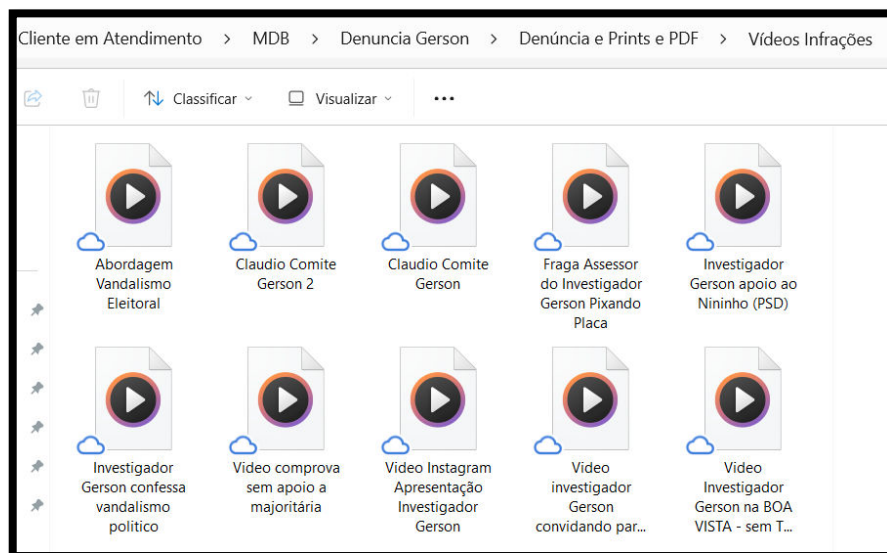 Cliente em Atendimento > MDB > Denuncia Gerson > Denúncia e Prints e PDF > Vídeos Infrações
Classificar Visualizar ...
Abordagem
Vandalismo
Eleitoral
Claudio Comite
Gerson 2
Claudio Comite
Gerson
Fraga Assessor
do Investigador
Gerson Pixando
Placa
Investigador
Gerson apoio ao
Nininho (PSD)
Investigador
Gerson confessa
vandalismo
politico
Video comprova
sem apoio a
majoritária
Video Instagram
Apresentação
Investigador
Gerson
Video
investigador
Gerson
convidando par...
Video
Investigador
Gerson na BOA
VISTA - sem T...